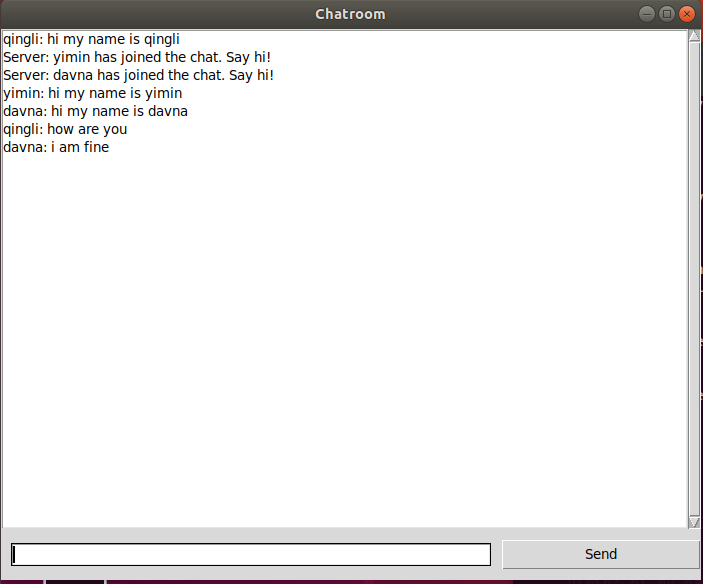 Chatroom
qingli: hi my name is qingli
Server: yimin has joined the chat. Say hi!
Server: davna has joined the chat. Say hi!
yimin: hi my name is yimin
davna: hi my name is davna
qingli: how are you
davna: i am fine
Send